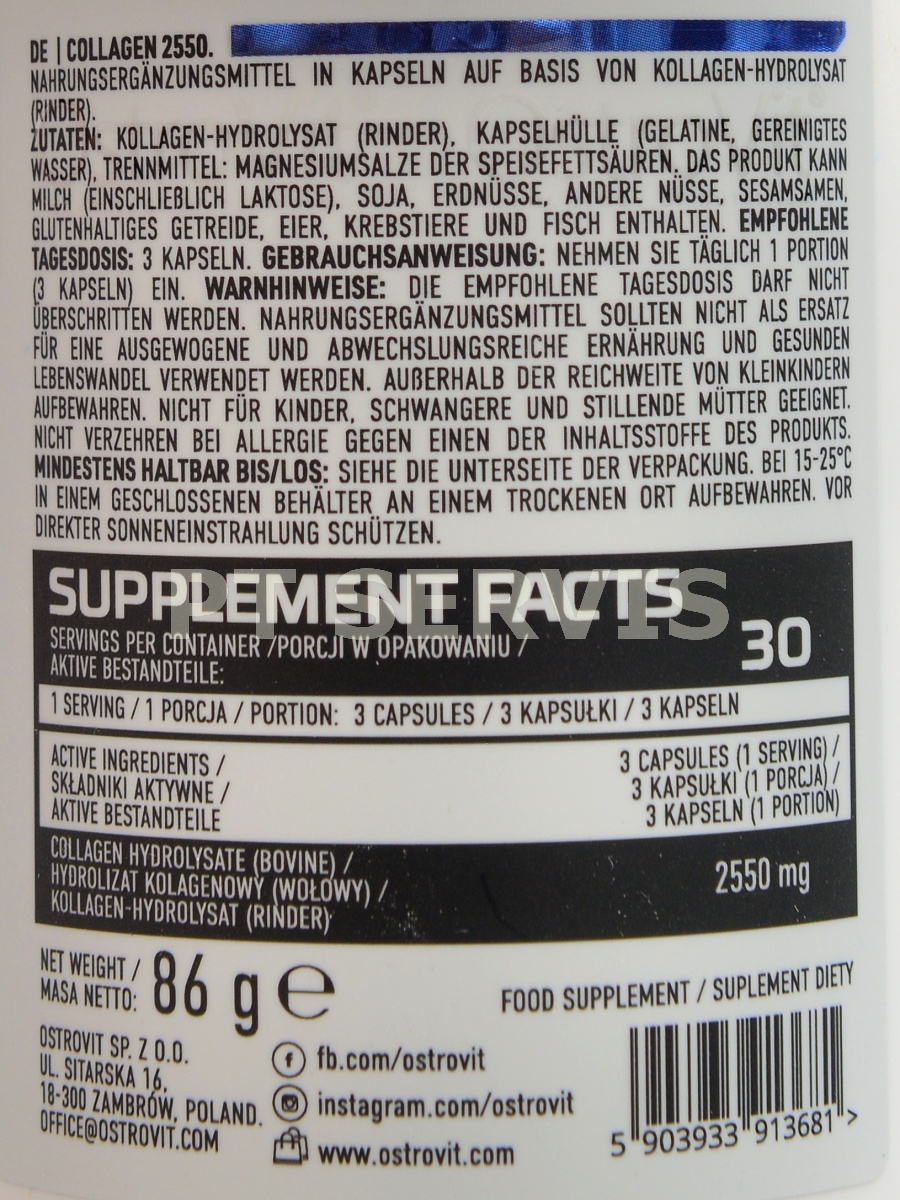 DE | COLLAGEN 2550.
NAHRUNGSERGÄNZUNGSMITTEL IN KAPSELN AUF BASIS VON KOLLAGEN-HYDROLYSAT
(RINDER).
ZUTATEN: KOLLAGEN-HYDROLYSAT (RINDER), KAPSELHÜLLE (GELATINE, GEREINIGTES
WASSER), TRENNMITTEL: MAGNESIUMSALZE DER SPEISEFETTSÄUREN. DAS PRODUKT KANN
MILCH (EINSCHLIEBLICH LAKTOSE), SOJA, ERDNÜSSE, ANDERE NÜSSE, SESAMSAMEN,
GLUTENHALTIGES GETREIDE, EIER, KREBSTIERE UND FISCH ENTHALTEN. EMPFOHLENE
TAGESDOSIS: 3 KAPSELN. GEBRAUCHSANWEISUNG: NEHMEN SIE TÄGLICH 1 PORTION
(3 KAPSELN) EIN. WARNHINWEISE: DIE EMPFOHLENE TAGESDOSIS DARF NICHT
ÜBERSCHRITTEN WERDEN. NAHRUNGSERGÄNZUNGSMITTEL SOLLTEN NICHT ALS ERSATZ
FÜR EINE AUSGEWOGENE UND ABWECHSLUNGSREICHE ERNÄHRUNG UND GESUNDEN
LEBENSWANDEL VERWENDET WERDEN. AUßERHALB DER REICHWEITE VON KLEINKINDERN
AUFBEWAHREN. NICHT FÜR KINDER, SCHWANGERE UND STILLENDE MÜTTER GEEIGNET.
NICHT VERZEHREN BEI ALLERGIE GEGEN EINEN DER INHALTSSTOFFE DES PRODUKTS.
MINDESTENS HALTBAR BIS/LOS: SIEHE DIE UNTERSEITE DER VERPACKUNG. BEI 15-25°C
IN EINEM GESCHLOSSENEN BEHÄLTER AN EINEM TROCKENEN ORT AUFBEWAHREN. VOR
DIREKTER SONNENEINSTRAHLUNG SCHÜTZEN.
SUPPLEMENT FACTS
PT SERVIS
SERVINGS PER CONTAINER /PORCJI W OPAKOWANIU /
AKTIVE BESTANDTEILE:
30
1 SERVING / 1 PORCJA / PORTION: 3 CAPSULES / 3 KAPSUŁKI / 3 KAPSELN
ACTIVE INGREDIENTS /
SKŁADNIKI AKTYWNE /
AKTIVE BESTANDTEILE
3 CAPSULES (1 SERVING) /
3 KAPSUŁKI (1 PORCJA) /
3 KAPSELN (1 PORTION)
COLLAGEN HYDROLYSATE (BOVINE) /
HYDROLIZAT KOLAGENOWY (WOŁOWY) /
KOLLAGEN-HYDROLYSAT (RINDER)
2550 mg
NET WEIGHT /
MASA NETTO:
86 g ℮
FOOD SUPPLEMENT / SUPLEMENT DIETY
OSTROVIT SP. Z O.O.
UL. SITARSKA 16,
18-300 ZAMBRÓW, POLAND.
OFFICE@OSTROVIT.COM
fb.com/ostrovit
instagram.com/ostrovit
www.ostrovit.com
5 903933 913681 >